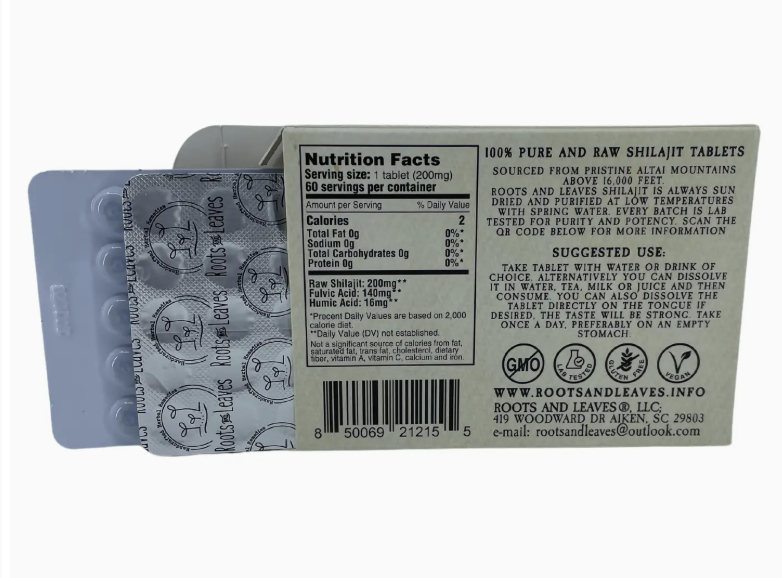 Nutrition Facts
Serving size: 1 tablet (200mg)
60 servings per container
Amount per Serving % Daily Value
Calories 2
Total Fat 0g 0%*
Sodium 0g 0%*
Total Carbohydrates 0g 0%*
Protein 0g 0%*
Raw Shilajit: 200mg**
Fulvic Acid: 140mg**
Humic Acid: 16mg**
*Precent Daily Values are based on 2,000
calorie diet.
**Daily Value (DV) not established.
Not a significant source of calories from fat,
saturated fat, trans fat, cholesterol, dietary
fiber, vitamin A, vitamin C, calcium and iron.
8 50069 21215 5
100% PURE AND RAW SHILAJIT TABLETS
SOURCED FROM PRISTINE ALTAI MOUNTAINS
ABOVE 16,000 FEET.
ROOTS AND LEAVES SHILAJIT IS ALWAYS SUN
DRIED AND PURIFIED AT LOW TEMPERATURES
WITH SPRING WATER. EVERY BATCH IS LAB
TESTED FOR PURITY AND POTENCY. SCAN THE
QR CODE BELOW FOR MORE INFORMATION
SUGGESTED USE:
TAKE TABLET WITH WATER OR DRINK OF
CHOICE. ALTERNATIVELY YOU CAN DISSOLVE
IT IN WATER, TEA, MILK OR JUICE AND THEN
CONSUME. YOU CAN ALSO DISSOLVE THE
TABLET DIRECTLY ON THE TONGUE IF
DESIRED, THE TASTE WILL BE STRONG. TAKE
ONCE A DAY, PREFERABLY ON AN EMPTY
STOMACH.
GMO
LAB TESTED
GLUTEN FREE
VEGAN
WWW.ROOTSANDLEAVES.INFO
ROOTS AND LEAVES®, LLC;
419 WOODWARD DR AIKEN, SC 29803
e-mail: rootsandleaves@outlook.com
Roots and Leaves
Roots and Leaves
Roots and Leaves
Handcrafted Herbal Remedies